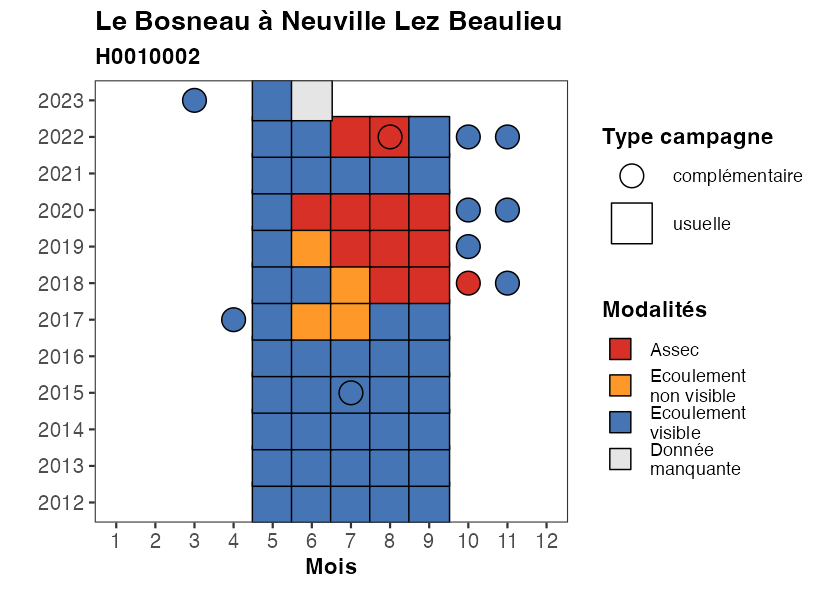 Le Bosneau à Neuville Lez Beaulieu
H0010002
2023
2022
2021
2020
2019
2018
2017
2016
2015
2014
2013
2012
1 2 3 4 5 6 7 8 9 10 11 12
Mois
Type campagne
complémentaire
usuelle
Modalités
Assec
Ecoulement
non visible
Ecoulement
visible
Donnée
manquante